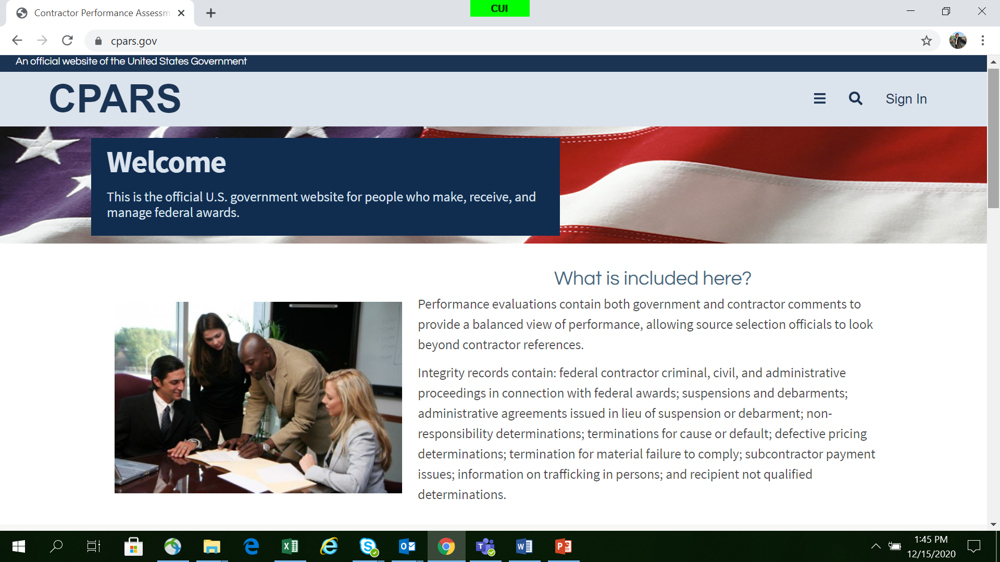 Contractor Performance Assessm
CUI
cpars.gov
An official website of the United States Government
CPARS
Sign In
Welcome
This is the official U.S. government website for people who make, receive, and
manage federal awards.
What is included here?
Performance evaluations contain both government and contractor comments to
provide a balanced view of performance, allowing source selection officials to look
beyond contractor references.
Integrity records contain: federal contractor criminal, civil, and administrative
proceedings in connection with federal awards; suspensions and debarments;
administrative agreements issued in lieu of suspension or debarment; non-
responsibility determinations; terminations for cause or default; defective pricing
determinations; termination for material failure to comply; subcontractor payment
issues; information on trafficking in persons; and recipient not qualified
determinations.
1:45 PM
12/15/2020